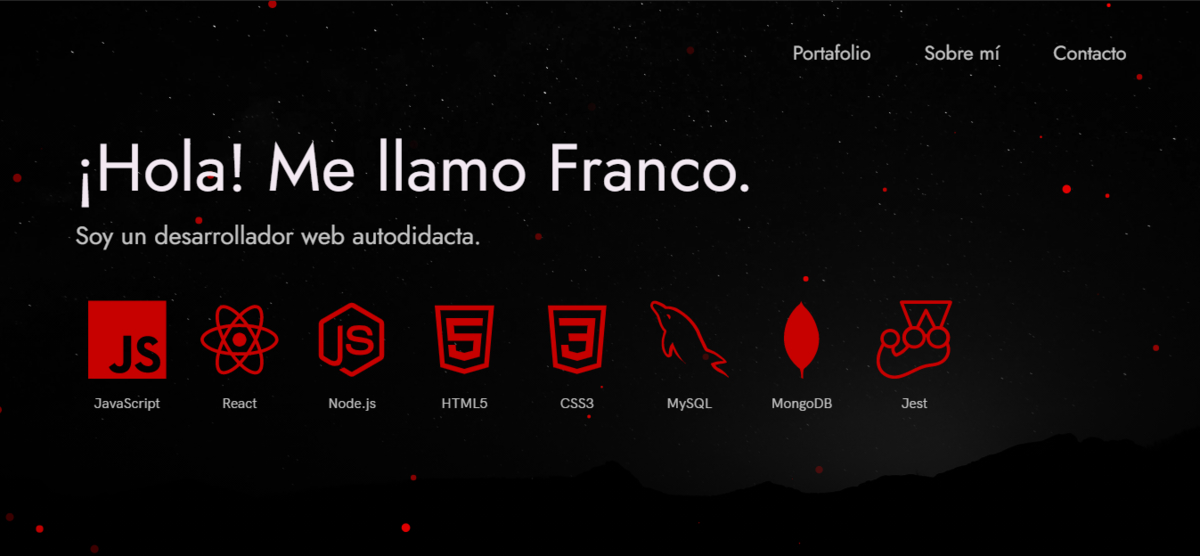 Portafolio Sobre mí Contacto
¡Hola! Me llamo Franco.
Soy un desarrollador web autodidacta.
JS JS 5 3
JavaScript React Node.js HTML5 CSS3 MySQL MongoDB Jest